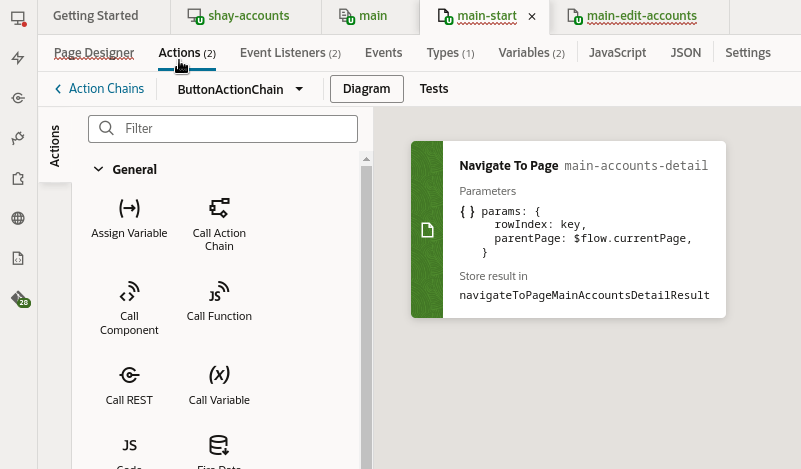 Getting Started
shay-accounts
main
main-start
main-edit-accounts
Page Designer
Actions (2)
Event Listeners (2)
Events
Types (1)
Variables (2)
JavaScript
JSON
Settings
Action Chains
ButtonActionChain
Diagram
Tests
Actions
Filter
General
Assign Variable
Call Action
Chain
Call
Component
JS
Call Function
Call REST
(x)
Call Variable
JS
Code
Fire Data
28
Navigate To Page main-accounts-detail
Parameters
{ } params: {
rowIndex: key,
parentPage: $flow.currentPage,
}
Store result in
navigateToPageMainAccountsDetailResult